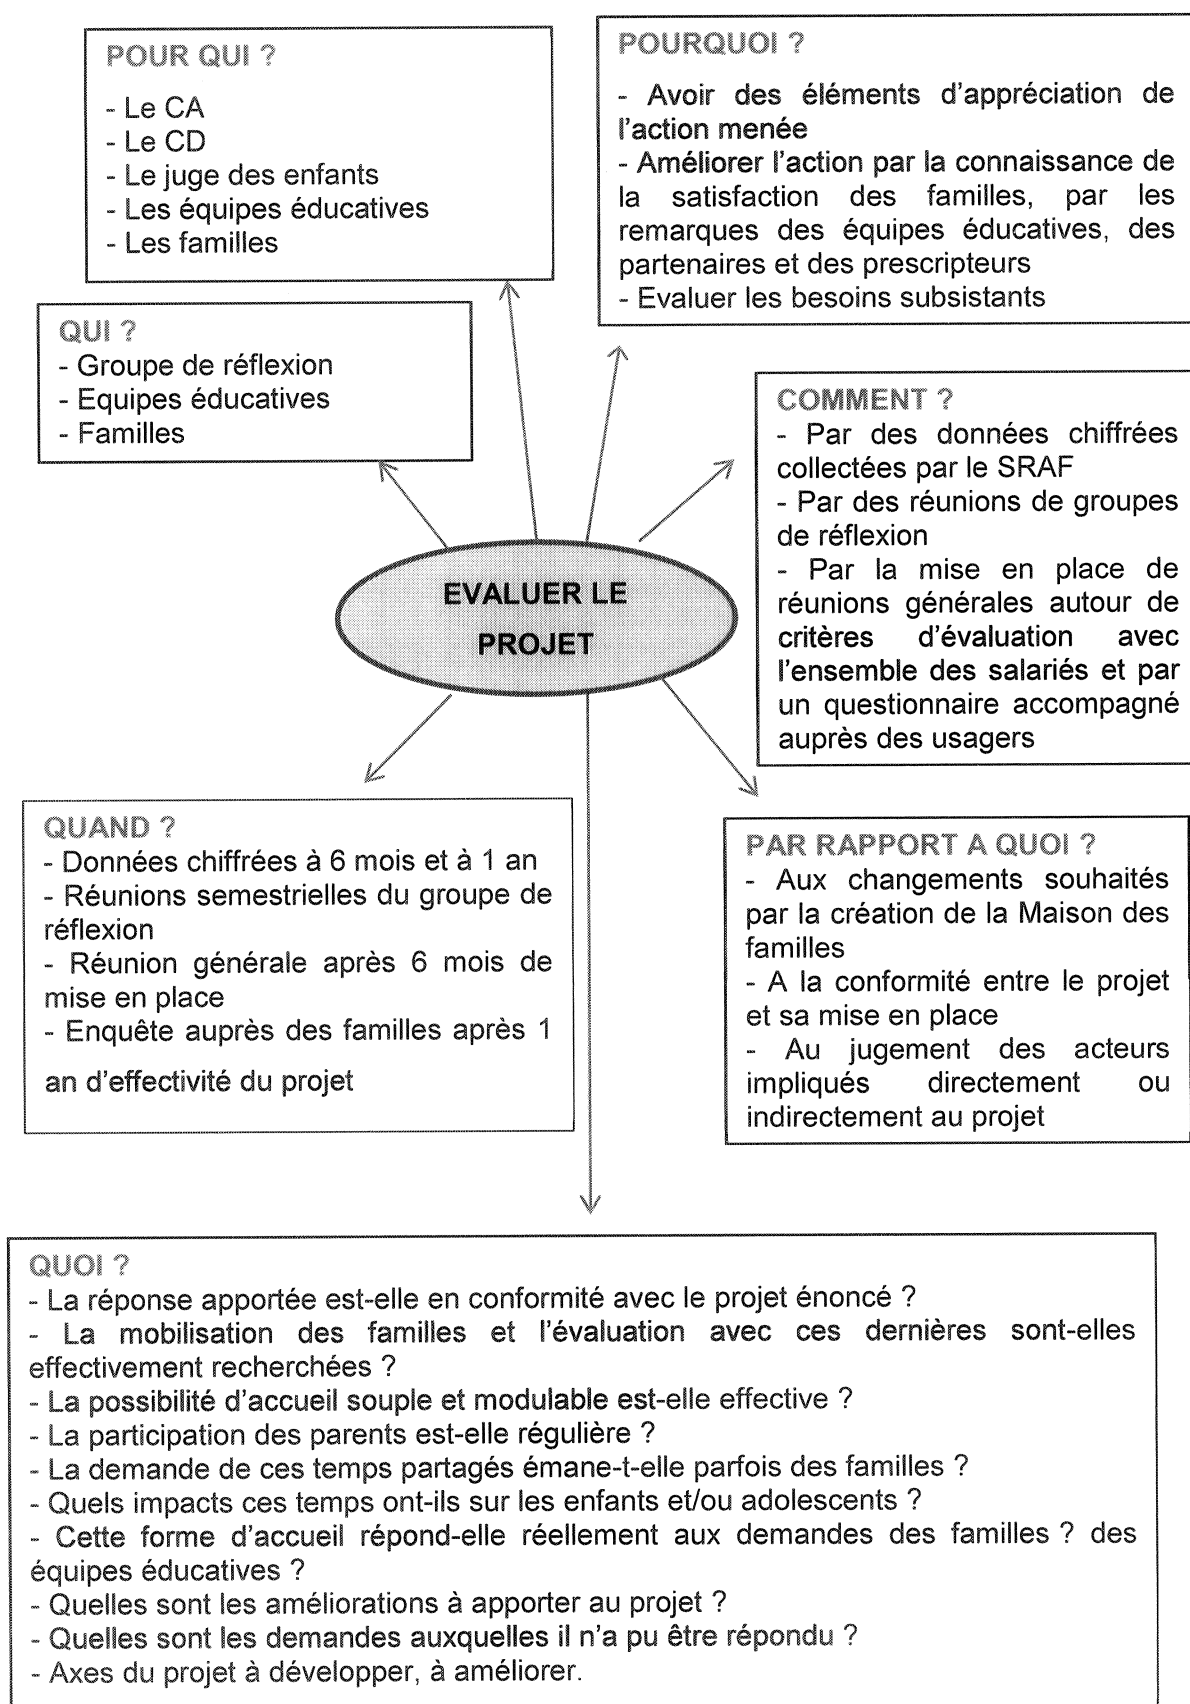 POUR QUI ?
- Le CA
- Le CD
- Le juge des enfants
- Les équipes éducatives
- Les familles
POURQUOI ?
- Avoir des éléments d'appréciation de
l'action menée
- Améliorer l'action par la connaissance de
la satisfaction des familles, par les
remarques des équipes éducatives, des
partenaires et des prescripteurs
- Evaluer les besoins subsistants
QUI ?
- Groupe de réflexion
- Equipes éducatives
- Familles
COMMENT ?
- Par des données chiffrées
collectées par le SRAF
- Par des réunions de groupes
de réflexion
- Par la mise en place de
réunions générales autour de
critères d'évaluation avec
l'ensemble des salariés et par
un questionnaire accompagné
auprès des usagers
EVALUER LE
PROJET
QUAND ?
- Données chiffrées à 6 mois et à 1 an
- Réunions semestrielles du groupe de
réflexion
- Réunion générale après 6 mois de
mise en place
- Enquête auprès des familles après 1
an d'effectivité du projet
PAR RAPPORT A QUOI ?
- Aux changements souhaités
par la création de la Maison des
familles
- A la conformité entre le projet
et sa mise en place
- Au jugement des acteurs
impliqués directement ou
indirectement au projet
QUOI ?
- La réponse apportée est-elle en conformité avec le projet énoncé ?
- La mobilisation des familles et l'évaluation avec ces dernières sont-elles
effectivement recherchées ?
- La possibilité d'accueil souple et modulable est-elle effective ?
- La participation des parents est-elle régulière ?
- La demande de ces temps partagés émane-t-elle parfois des familles ?
- Quels impacts ces temps ont-ils sur les enfants et/ou adolescents ?
- Cette forme d'accueil répond-elle réellement aux demandes des familles ? des
équipes éducatives ?
- Quelles sont les améliorations à apporter au projet ?
- Quelles sont les demandes auxquelles il n'a pu être répondu ?
- Axes du projet à développer, à améliorer.